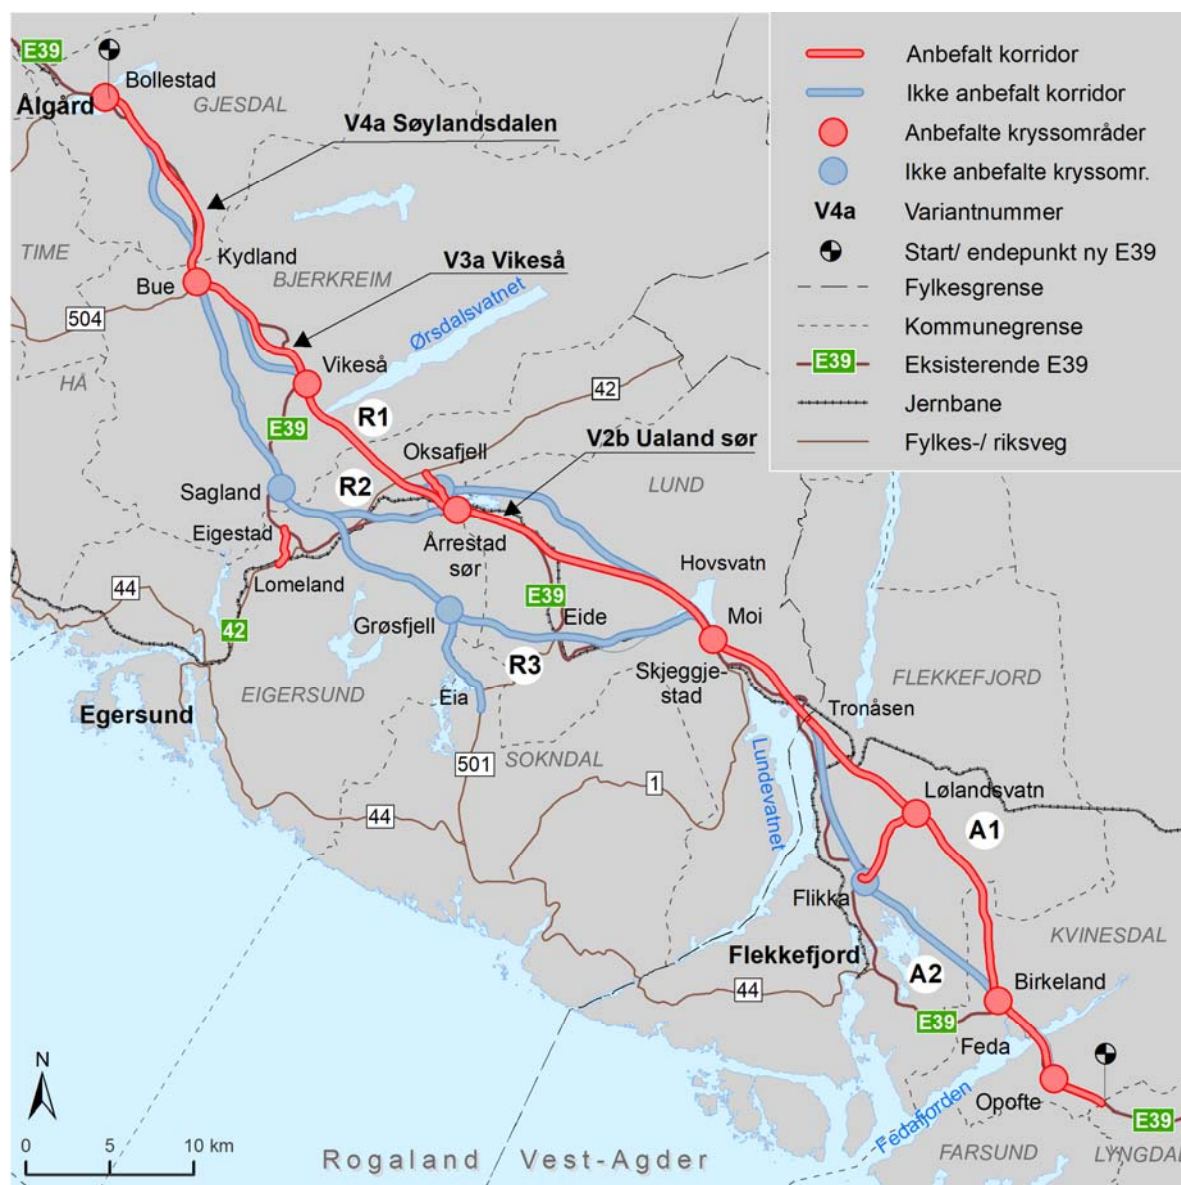 E39
Bollestad
Ålgård
GJESDAL
V4a Søylandsdalen
TIME
Kydland
V3a Vikeså
Bue
BJERKREIM
504
Ørsdalsvatnet
HÅ
Vikeså
42
R1
E39
V2b Ualand sør
Oksafjell
R2
LUND
Sagland
Eigestad
Årrestad
sør
Lomeland
Hovsvatn
44
E39
Eide
Moi
Grøsfjell
42
R3
Skjeggje-
stad
FLEKKEFJORD
EIGERSUND
Eia
Egersund
Tronåsen
SOKNDAL
501
Lundevatnet
1
Lølandsvatn
44
A1
Flikka
KVINESDAL
Flekkefjord
A2
Birkeland
44
E39
Feda
Opofte
Fedafjorden
E39
FARSUND
LYNGDAL
Rogaland
Vest-Agder
N
0
5
10 km
Anbefalt korridor
Ikke anbefalt korridor
Anbefalte kryssområder
Ikke anbefalte kryssomr.
V4a
Variantnummer
Start/ endepunkt ny E39
Fylkesgrense
Kommunegrense
E39
Eksisterende E39
Jernbane
Fylkes-/ riksveg